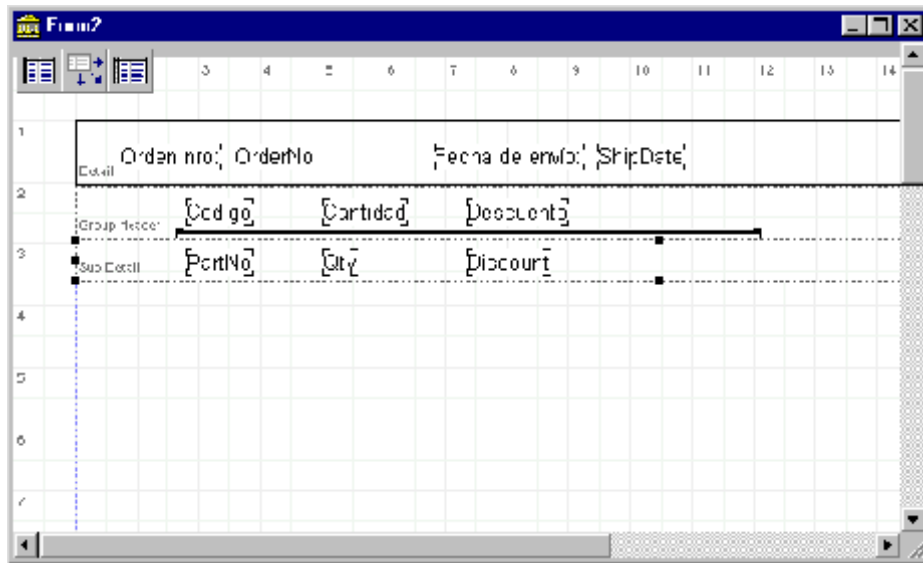 Form2
3 4 5 6 7 8 9 10 11 12 13 14
1
Orden nro: OrderNo Fecha de envío: ShipDate
Detail
2
Codigo Cantidad Descuento
Group Header
3
PartNo Qty Discount
Sub Detail
4
5
6
7